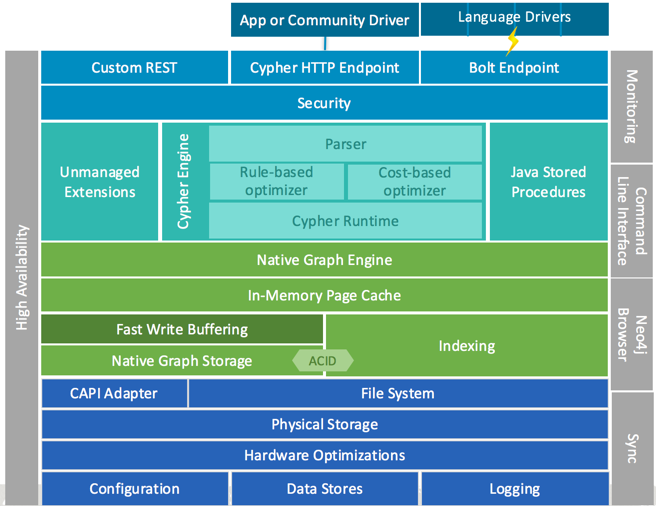 App or Community Driver
Language Drivers
Custom REST
Cypher HTTP Endpoint
Bolt Endpoint
Security
Unmanaged
Extensions
Cypher Engine
Parser
Rule-based
optimizer
Cost-based
optimizer
Cypher Runtime
Java Stored
Procedures
Native Graph Engine
In-Memory Page Cache
Fast Write Buffering
Native Graph Storage
ACID
Indexing
CAPI Adapter
File System
Physical Storage
Hardware Optimizations
Configuration
Data Stores
Logging
High Availability
Monitoring
Command
Line Interface
Neo4j
Browser
Sync